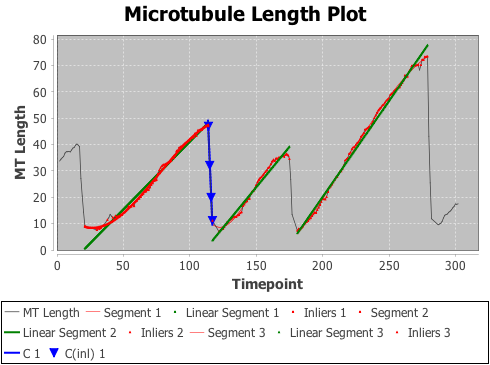 Microtubule Length Plot
80
70
60
50
40
30
20
10
0
MT Length
0 50 100 150 200 250 300
Timepoint
MT Length Segment 1 Linear Segment 1 Inliers 1 Segment 2
Linear Segment 2 Inliers 2 Segment 3 Linear Segment 3 Inliers 3
C 1 C(inl) 1